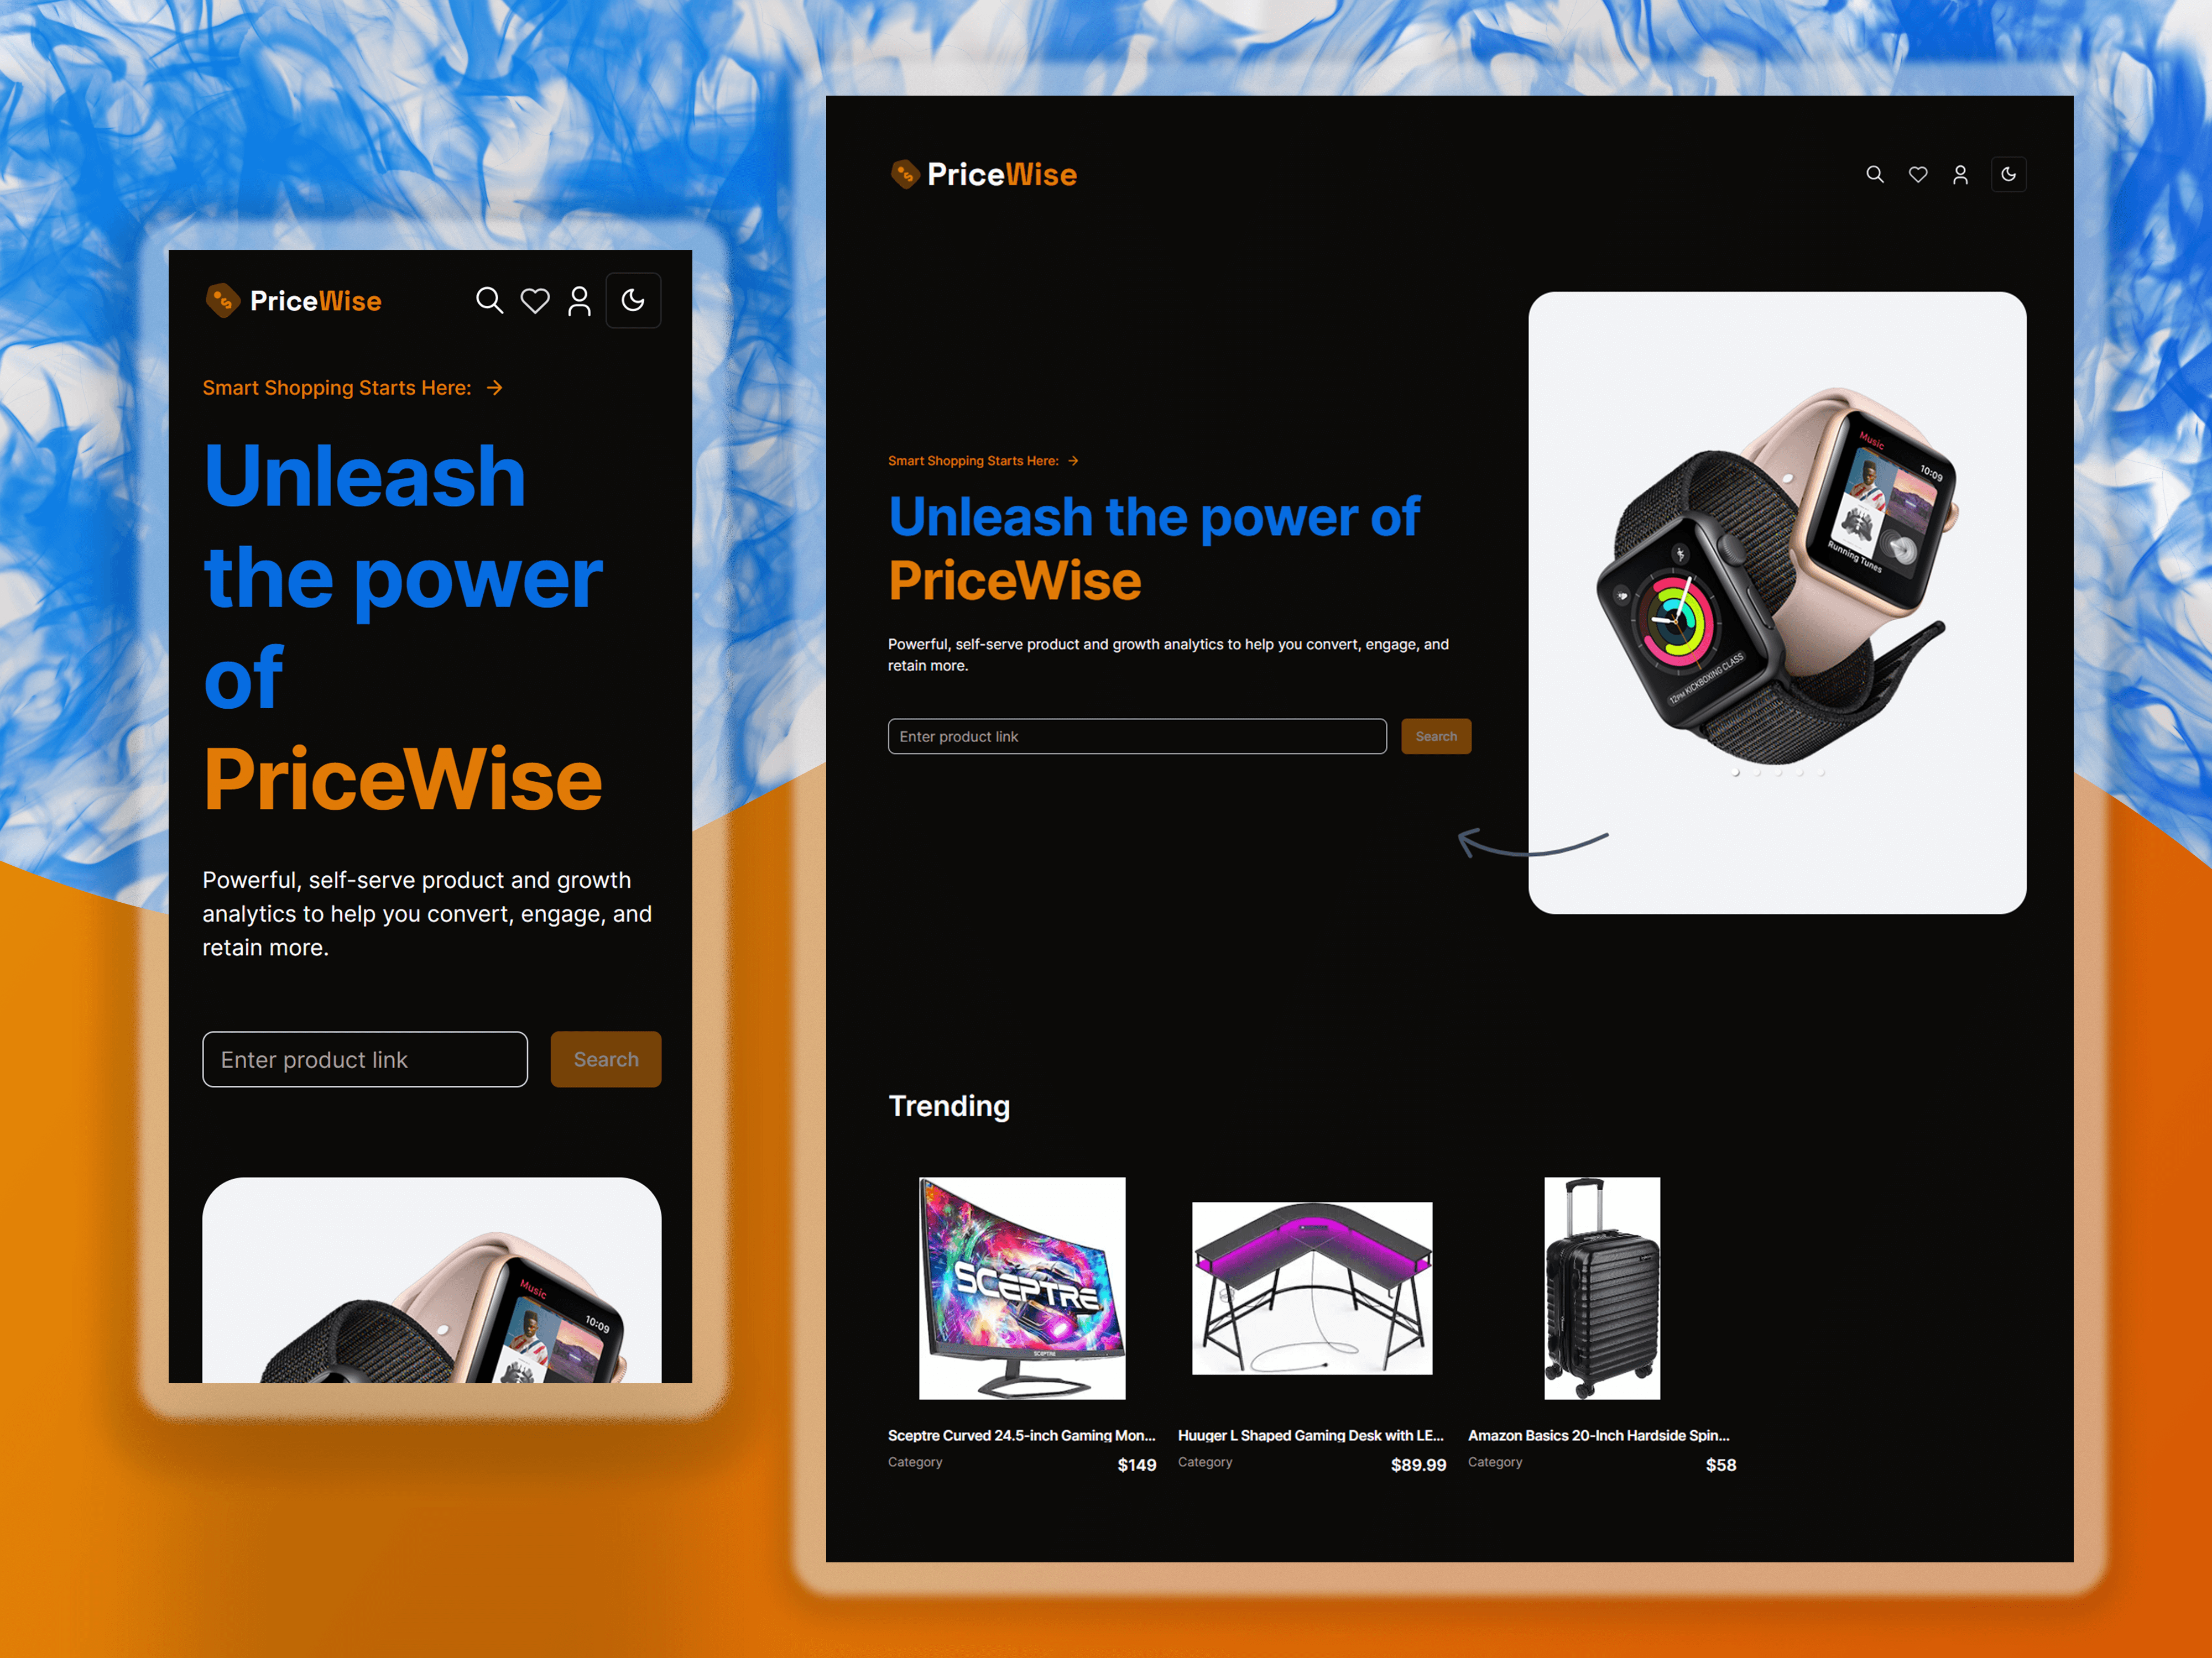 PriceWise
Smart Shopping Starts Here: →
Unleash
the power
of
PriceWise
Powerful, self-serve product and growth
analytics to help you convert, engage, and
retain more.
Enter product link
Search
Music
10:09
PriceWise
Smart Shopping Starts Here: →
Unleash the power of
PriceWise
Powerful, self-serve product and growth analytics to help you convert, engage, and
retain more.
Enter product link
Search
Music
10:09
Running Tunes
12PM KICKBOXING CLASS
Trending
SCEPTRE
SCEPTRE
Sceptre Curved 24.5-inch Gaming Mon...
Category
$149
Huuger L Shaped Gaming Desk with LE...
Category
$89.99
Amazon Basics 20-Inch Hardside Spin...
Category
$58